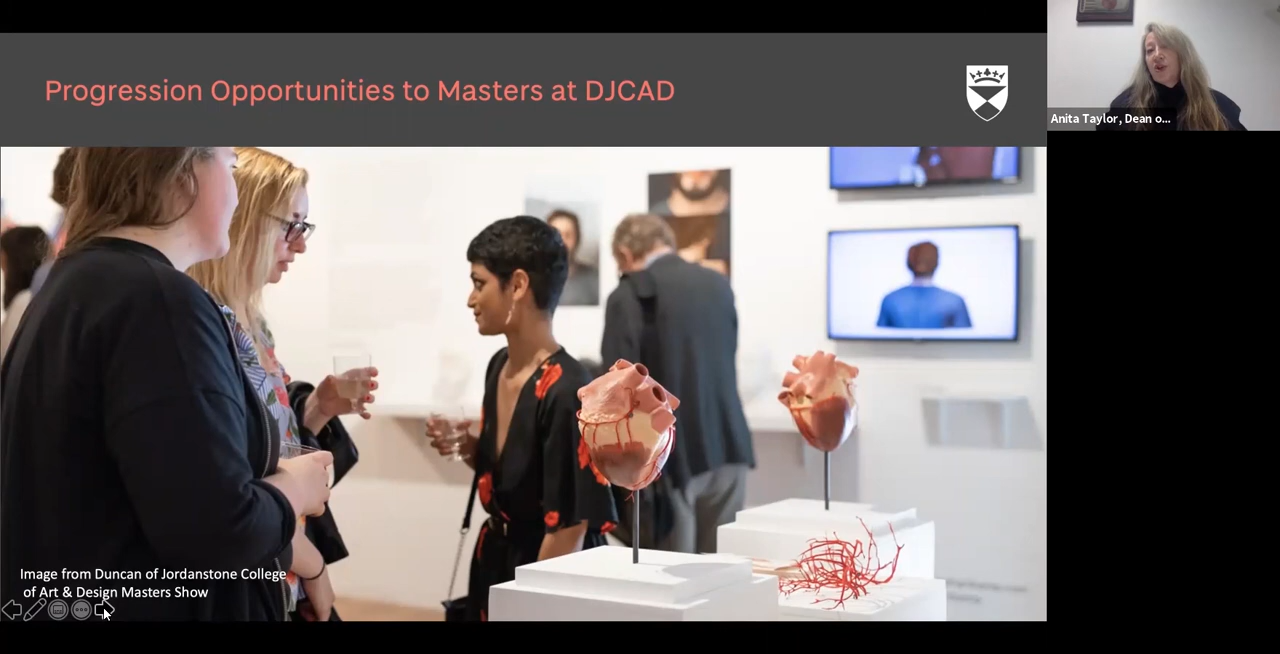 Progression Opportunities to Masters at DJCAD
Anita Taylor, Dean o...
Image from Duncan of Jordanstone College
of Art & Design Masters Show